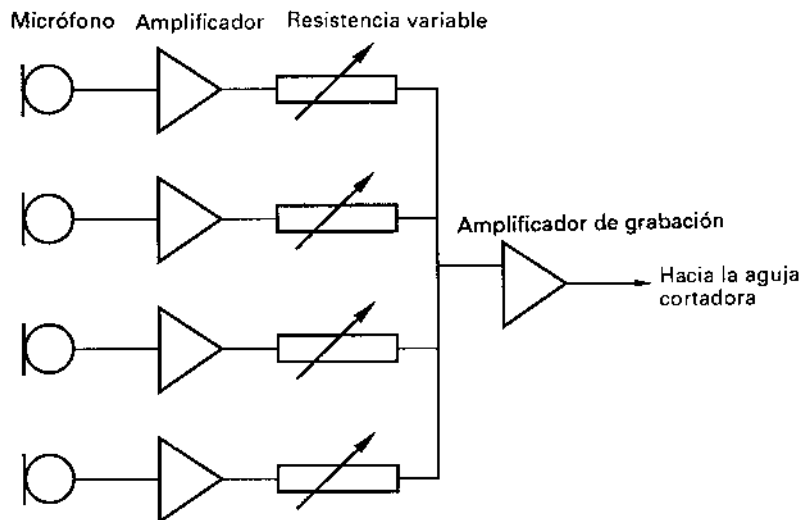 Micrófono Amplificador Resistencia variable
Amplificador de grabación
Hacia la aguja
cortadora